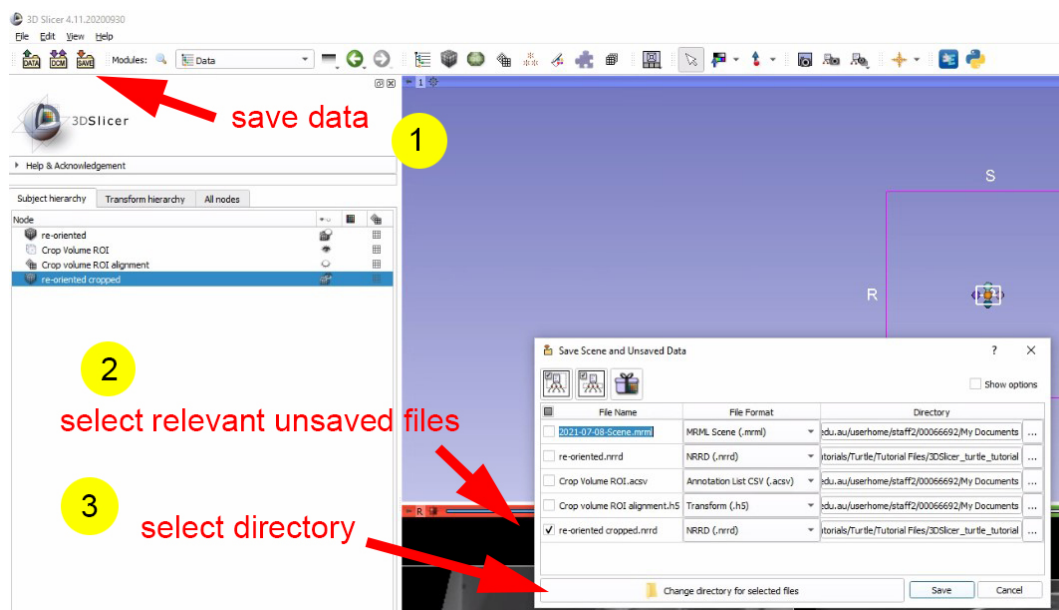 3D Slicer 4.11.20200930
File Edit View Help
DATA DCM SAVE Modules: Data
save data
1
3DSlicer
Help & Acknowledgement
S
Subject hierarchy Transform hierarchy All nodes
Node
re-oriented
Crop Volume ROI
Crop volume ROI alignment
re-oriented cropped
R
2
select relevant unsaved files
3
select directory
R
Save Scene and Unsaved Data ? X
Show options
File Name File Format Directory
2021-07-08-Scene.mrml MRML Scene (.mrml) edu.au/userhome/staff2/00066692/My Documents ...
re-oriented.nrrd NRRD (.nrrd) itorials/Turtle/Tutorial Files/3DSlicer_turtle_tutorial ...
Crop Volume ROI.acsv Annotation List CSV (.acsv) edu.au/userhome/staff2/00066692/My Documents ...
Crop volume ROI alignment.h5 Transform (.h5) edu.au/userhome/staff2/00066692/My Documents ...
re-oriented cropped.nrrd NRRD (.nrrd) itorials/Turtle/Tutorial Files/3DSlicer_turtle_tutorial ...
Change directory for selected files Save Cancel